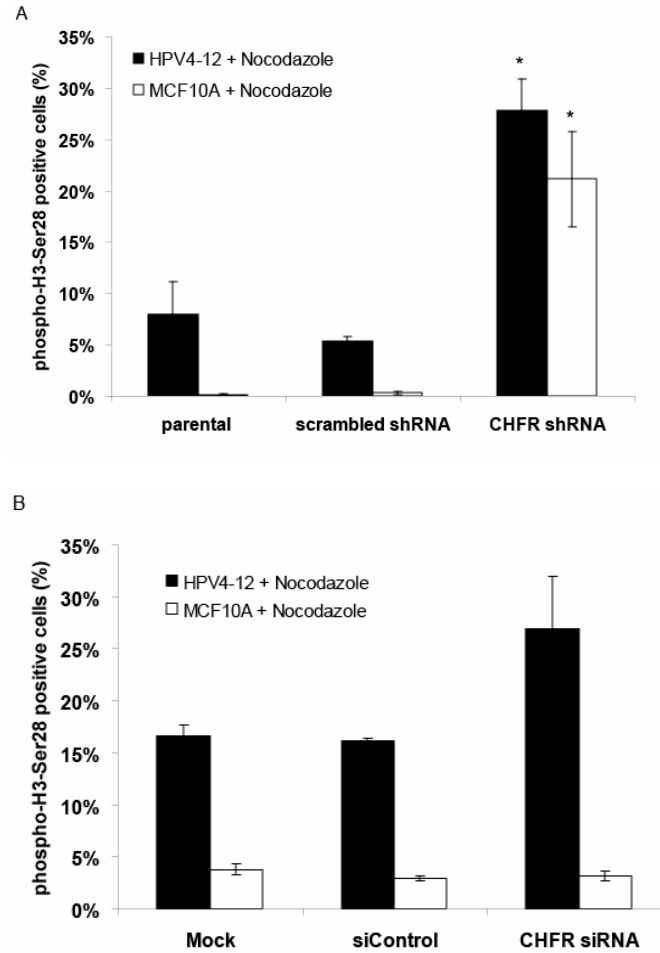 A
phospho-H3-Ser28 positive cells (%)
35%
30%
25%
20%
15%
10%
5%
0%
HPV4-12 + Nocodazole
MCF10A + Nocodazole
*
*
parental
scrambled shRNA
CHFR shRNA
B
phospho-H3-Ser28 positive cells (%)
35%
30%
25%
20%
15%
10%
5%
0%
HPV4-12 + Nocodazole
MCF10A + Nocodazole
Mock
siControl
CHFR siRNA